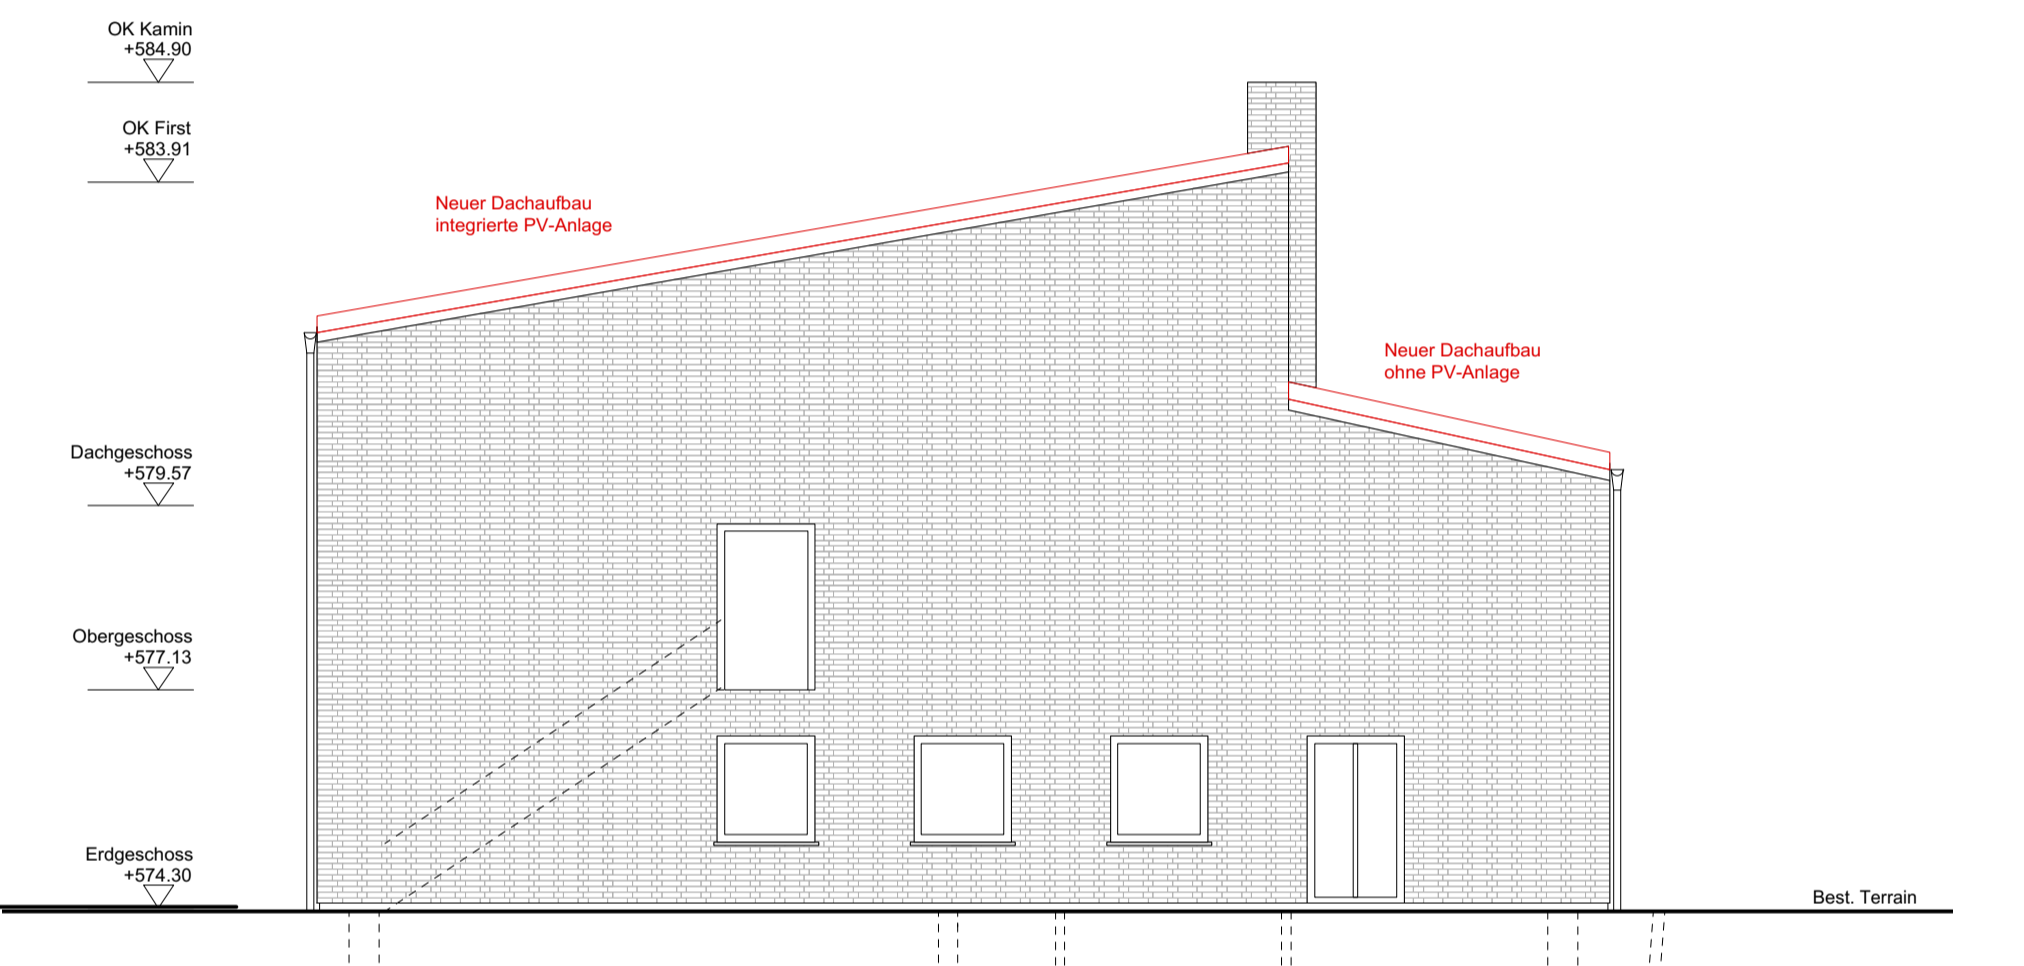 OK Kamin
+584.90
OK First
+583.91
Neuer Dachaufbau
integrierte PV-Anlage
Neuer Dachaufbau
ohne PV-Anlage
Dachgeschoss
+579.57
Obergeschoss
+577.13
Erdgeschoss
+574.30
Best. Terrain